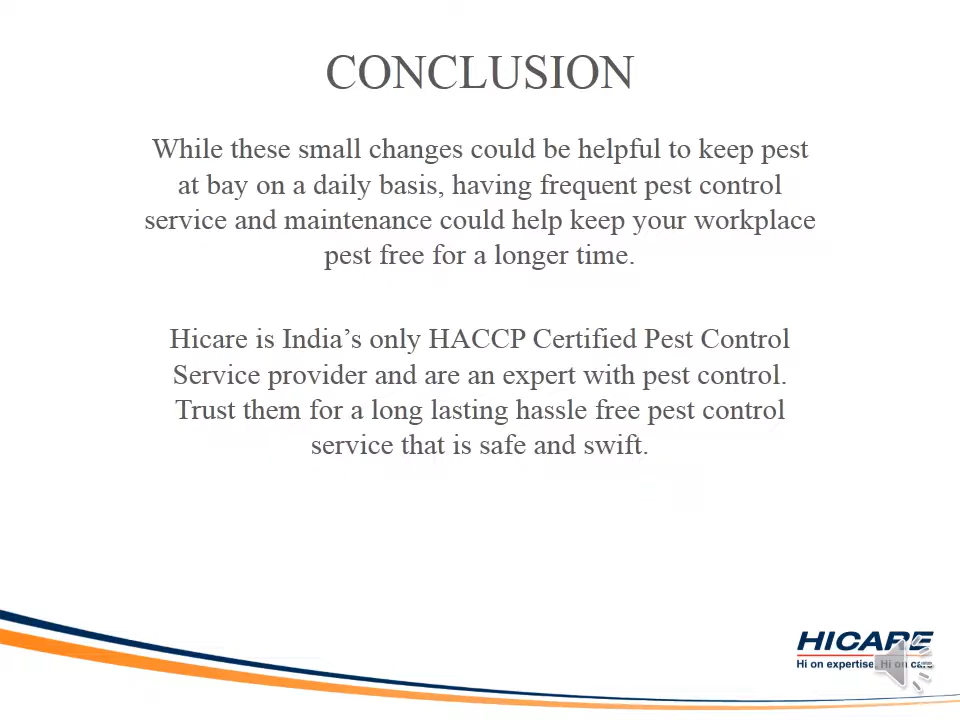 CONCLUSION
While these small changes could be helpful to keep pest
at bay on a daily basis, having frequent pest control
service and maintenance could help keep your workplace
pest free for a longer time.
Hicare is India’s only HACCP Certified Pest Control
Service provider and are an expert with pest control.
Trust them for a long lasting hassle free pest control
service that is safe and swift.
HICARE
Hi on expertise. Hi on care